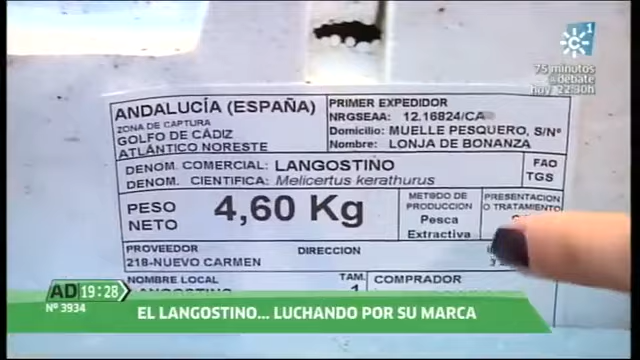 CS 1
75 minutos
a debate
hoy 22:30h
ANDALUCÍA (ESPAÑA)
ZONA DE CAPTURA
GOLFO DE CÁDIZ
ATLÁNTICO NORESTE
PRIMER EXPEDIDOR
NRGSEAA: 12.16824/CA
Domicilio: MUELLE PESQUERO, S/Nº
Nombre: LONJA DE BONANZA
DENOM. COMERCIAL: LANGOSTINO
DENOM. CIENTIFICA: Melicertus kerathurus
FAO
TGS
PESO
NETO
4,60 Kg
METODO DE
PRODUCCION
Pesca
Extractiva
PRESENTACION
O TRATAMIENTO
PROVEEDOR
218-NUEVO CARMEN
DIRECCION
NOMBRE LOCAL
LANGOSTINO
TAM.
1
COMPRADOR
AD 19:28
Nº 3934
EL LANGOSTINO... LUCHANDO POR SU MARCA